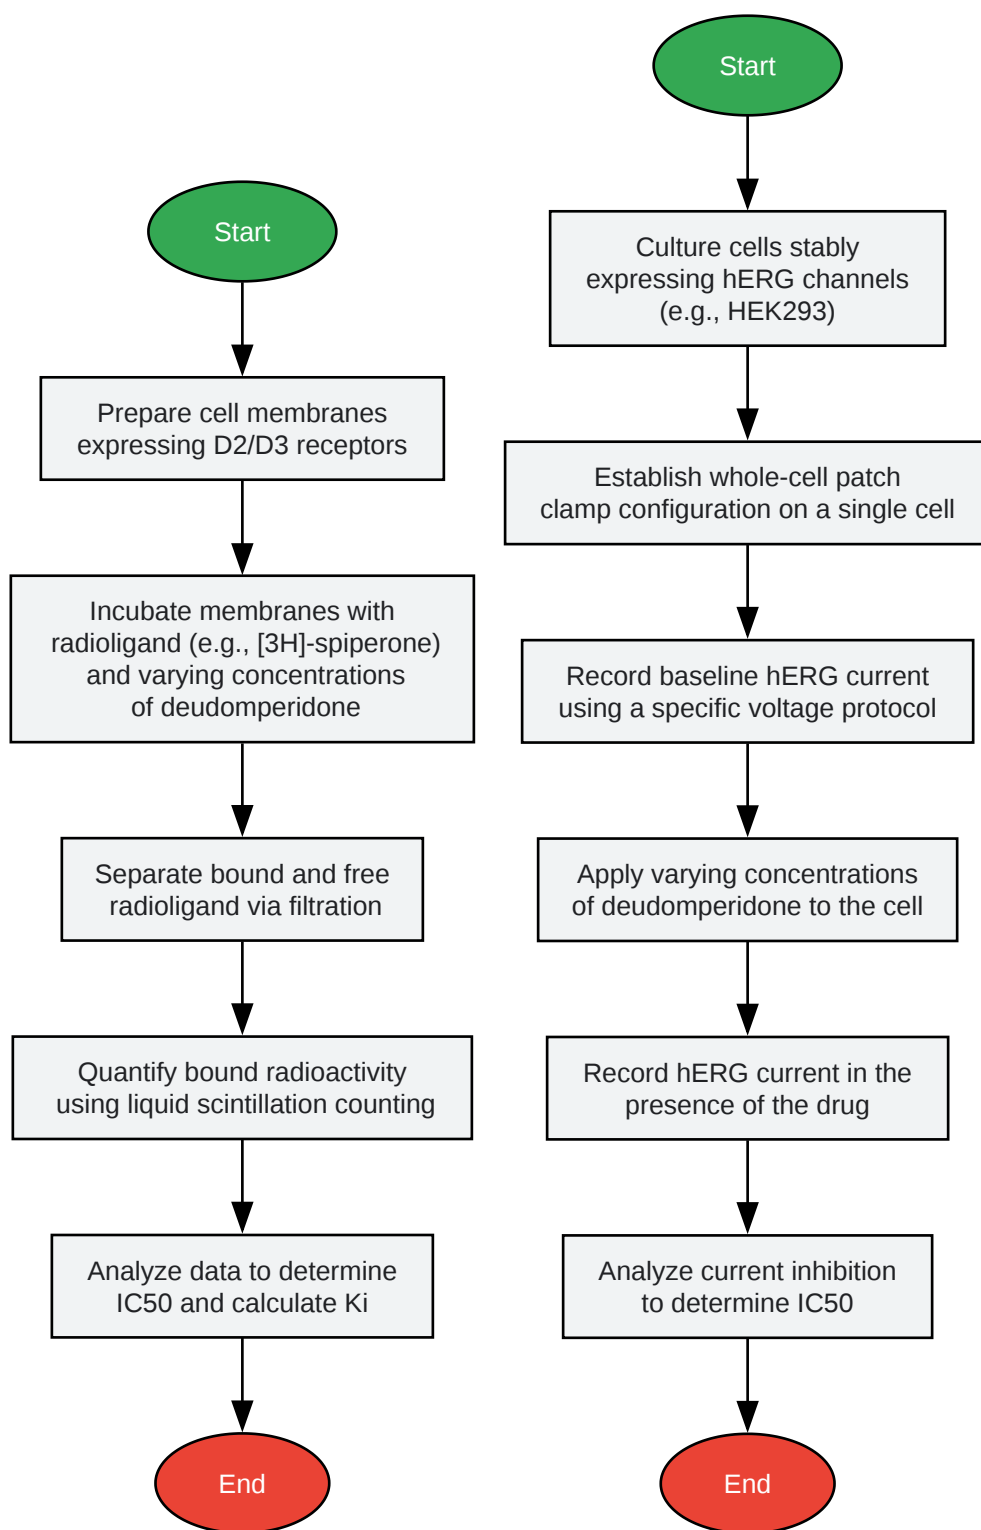 Start
Prepare cell membranes
expressing D2/D3 receptors
Incubate membranes with
radioligand (e.g., [3H]-spiperone)
and varying concentrations
of deudomperidone
Separate bound and free
radioligand via filtration
Quantify bound radioactivity
using liquid scintillation counting
Analyze data to determine
IC50 and calculate Ki
End
Start
Culture cells stably
expressing hERG channels
(e.g., HEK293)
Establish whole-cell patch
clamp configuration on a single cell
Record baseline hERG current
using a specific voltage protocol
Apply varying concentrations
of deudomperidone to the cell
Record hERG current in the
presence of the drug
Analyze current inhibition
to determine IC50
End